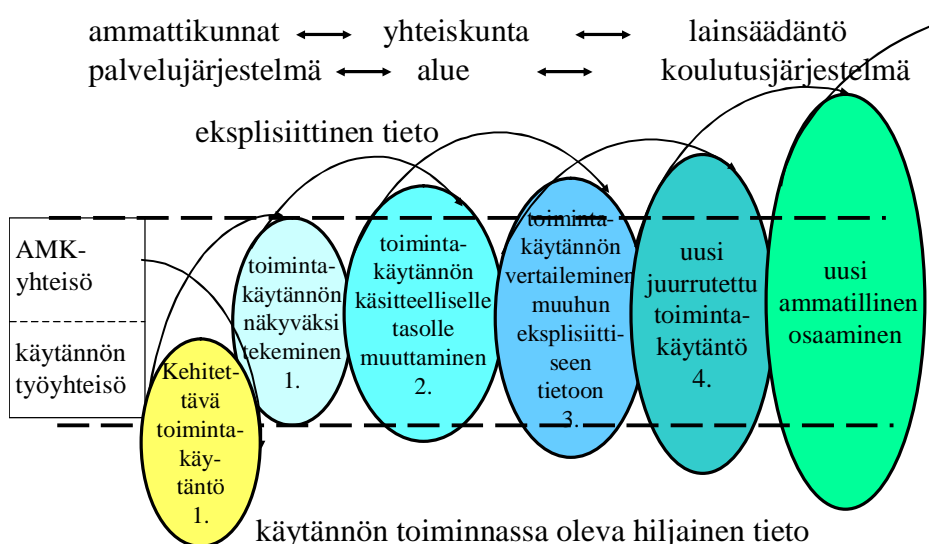 ammattikunnat yhteiskunta lainsäädäntö
palvelujärjestelmä alue koulutusjärjestelmä
eksplisiittinen tieto
AMK-
yhteisö
käytännön
työyhteisö
Kehitet-
tävä
toiminta-
käy-
täntö
1.
toiminta-
käytännön
näkyväksi
tekeminen
1.
toiminta-
käytännön
käsitteelliselle
tasolle
muuttaminen
2.
toiminta-
käytännön
vertaileminen
muuhun
eksplisiitti-
seen
tietoon
3.
uusi
juurrutettu
toiminta-
käytäntö
4.
uusi
ammatillinen
osaaminen
käytännön toiminnassa oleva hiljainen tieto